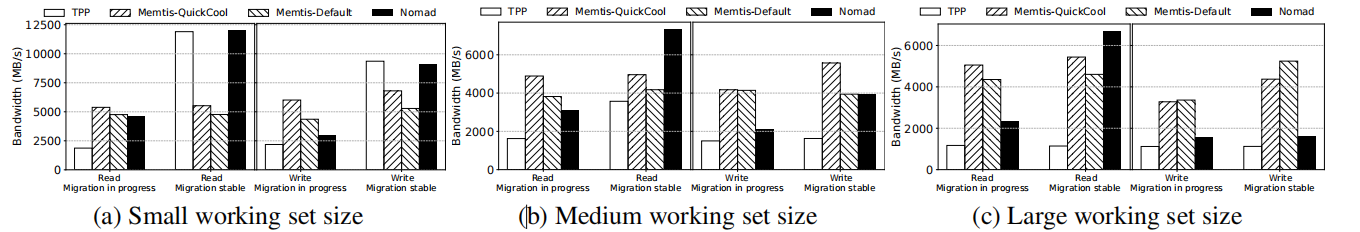 TPP Memtis-QuickCool Memtis-Default Nomad
Bandwidth (MB/s)
12500
10000
7500
5000
2500
0
Read
Migration in progress
Read
Migration stable
Write
Migration in progress
Write
Migration stable
(a) Small working set size
TPP Memtis-QuickCool Memtis-Default Nomad
Bandwidth (MB/s)
6000
4000
2000
0
Read
Migration in progress
Read
Migration stable
Write
Migration in progress
Write
Migration stable
(b) Medium working set size
TPP Memtis-QuickCool Memtis-Default Nomad
Bandwidth (MB/s)
6000
4000
2000
0
Read
Migration in progress
Read
Migration stable
Write
Migration in progress
Write
Migration stable
(c) Large working set size